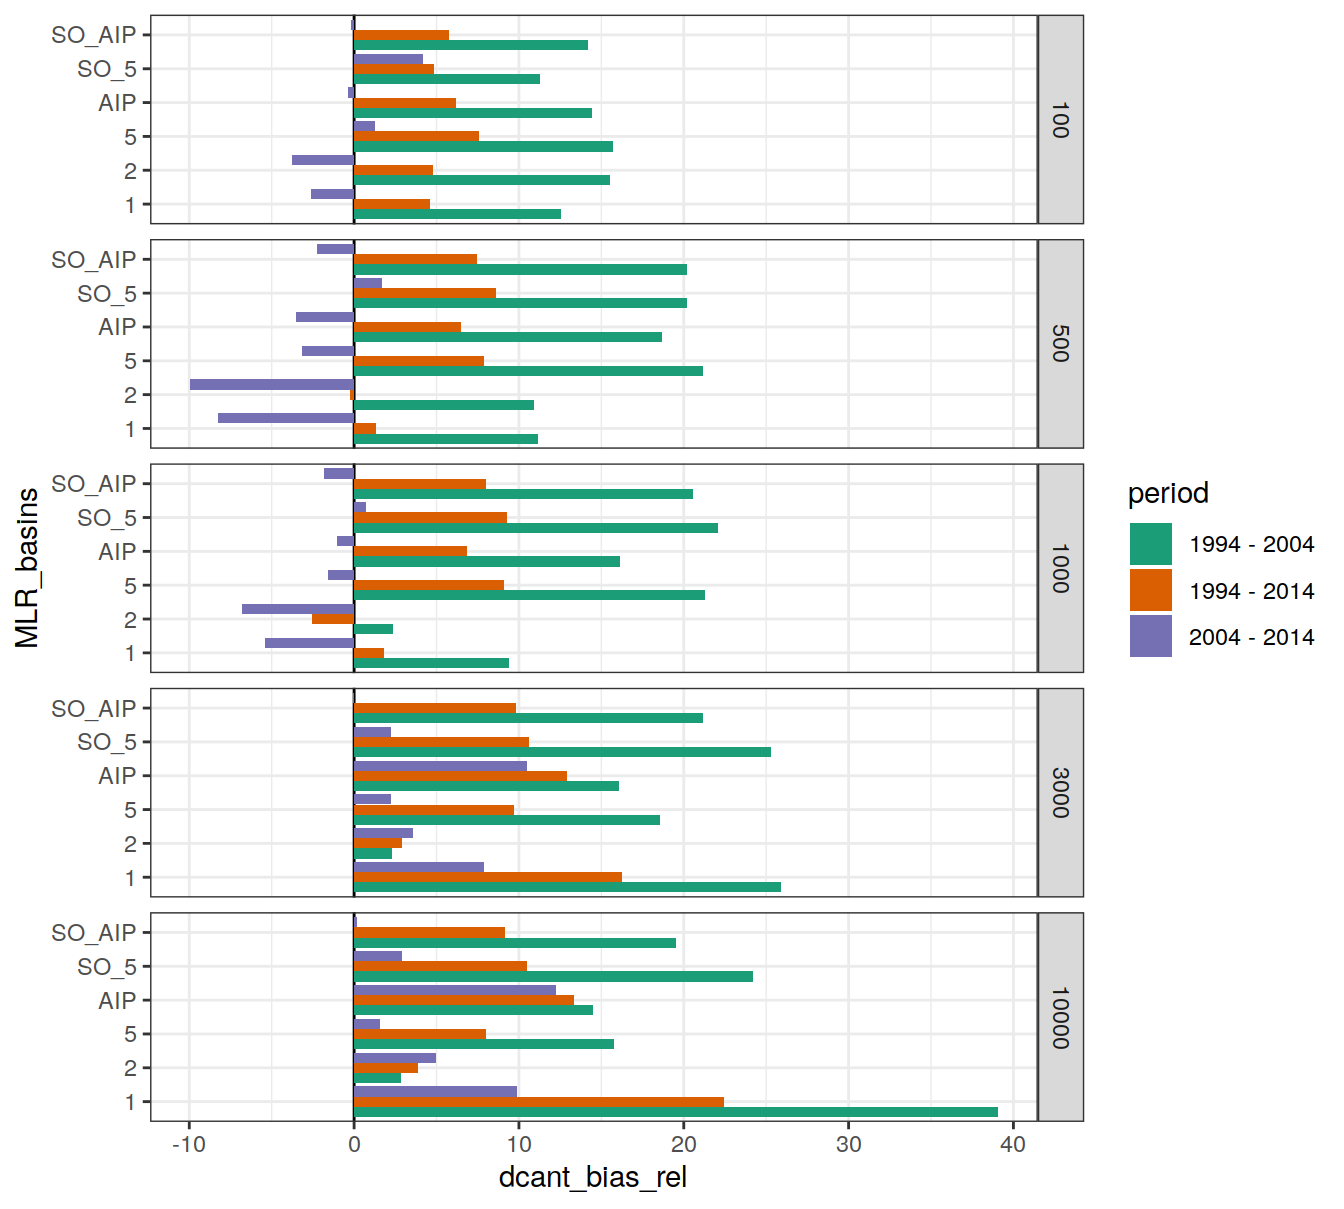 SO_AIP
SO_5
AIP
5
2
1
100
SO_AIP
SO_5
AIP
5
2
1
500
SO_AIP
SO_5
AIP
5
2
1
1000
SO_AIP
SO_5
AIP
5
2
1
3000
SO_AIP
SO_5
AIP
5
2
1
10000
-10 0 10 20 30 40
dcant_bias_rel
MLR_basins
period
1994 - 2004
1994 - 2014
2004 - 2014